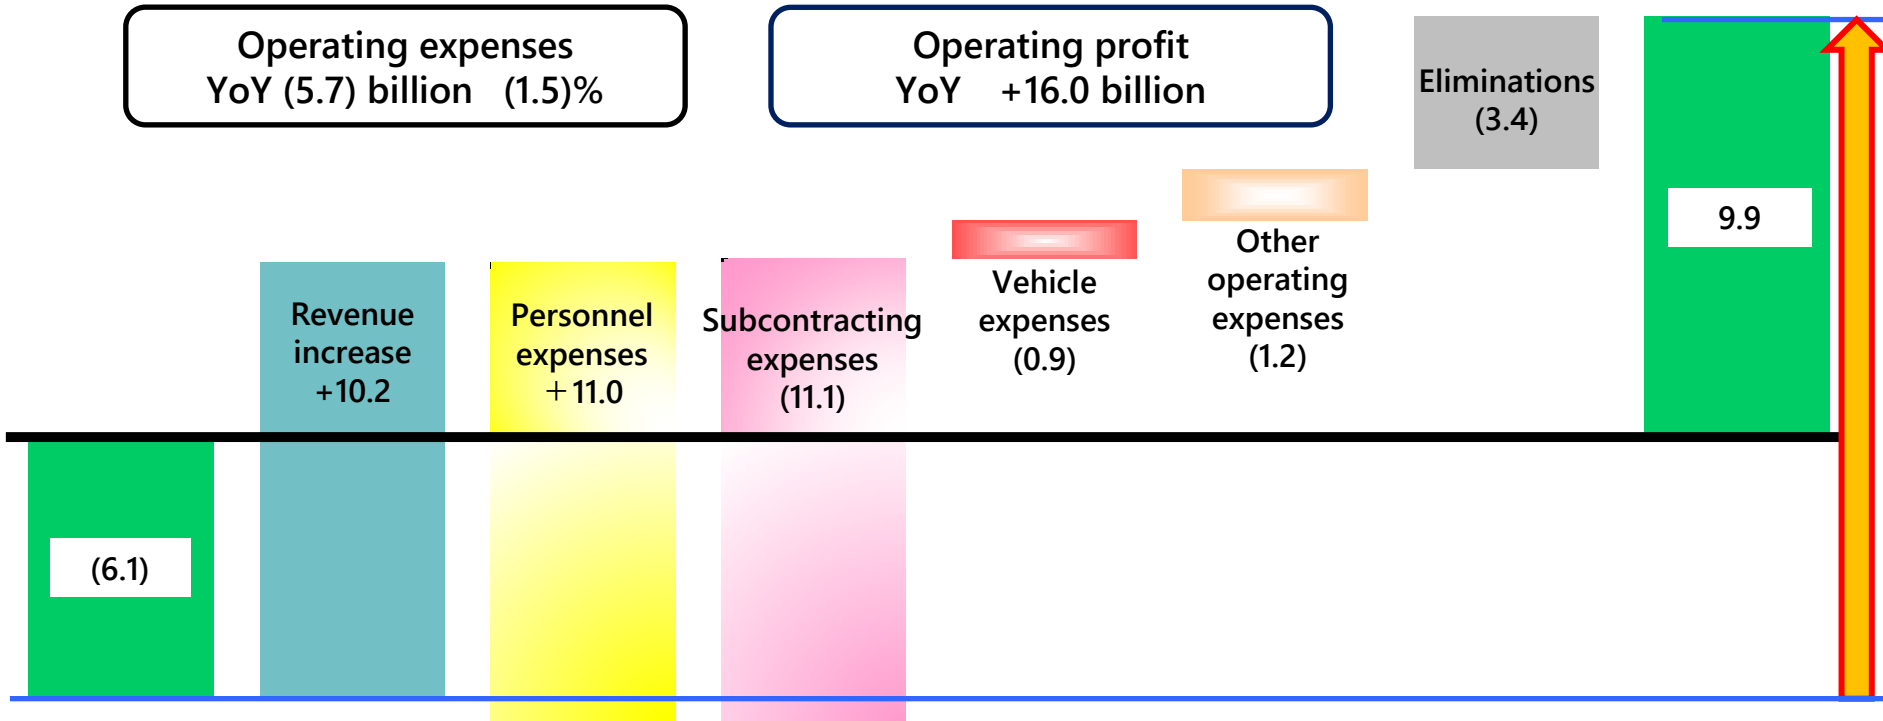 Operating expenses
YoY (5.7) billion (1.5)%
Operating profit
YoY +16.0 billion
Eliminations
(3.4)
9.9
Other
operating
expenses
(1.2)
Vehicle
expenses
(0.9)
Revenue
increase
+10.2
Personnel
expenses
＋11.0
Subcontracting
expenses
(11.1)
(6.1)